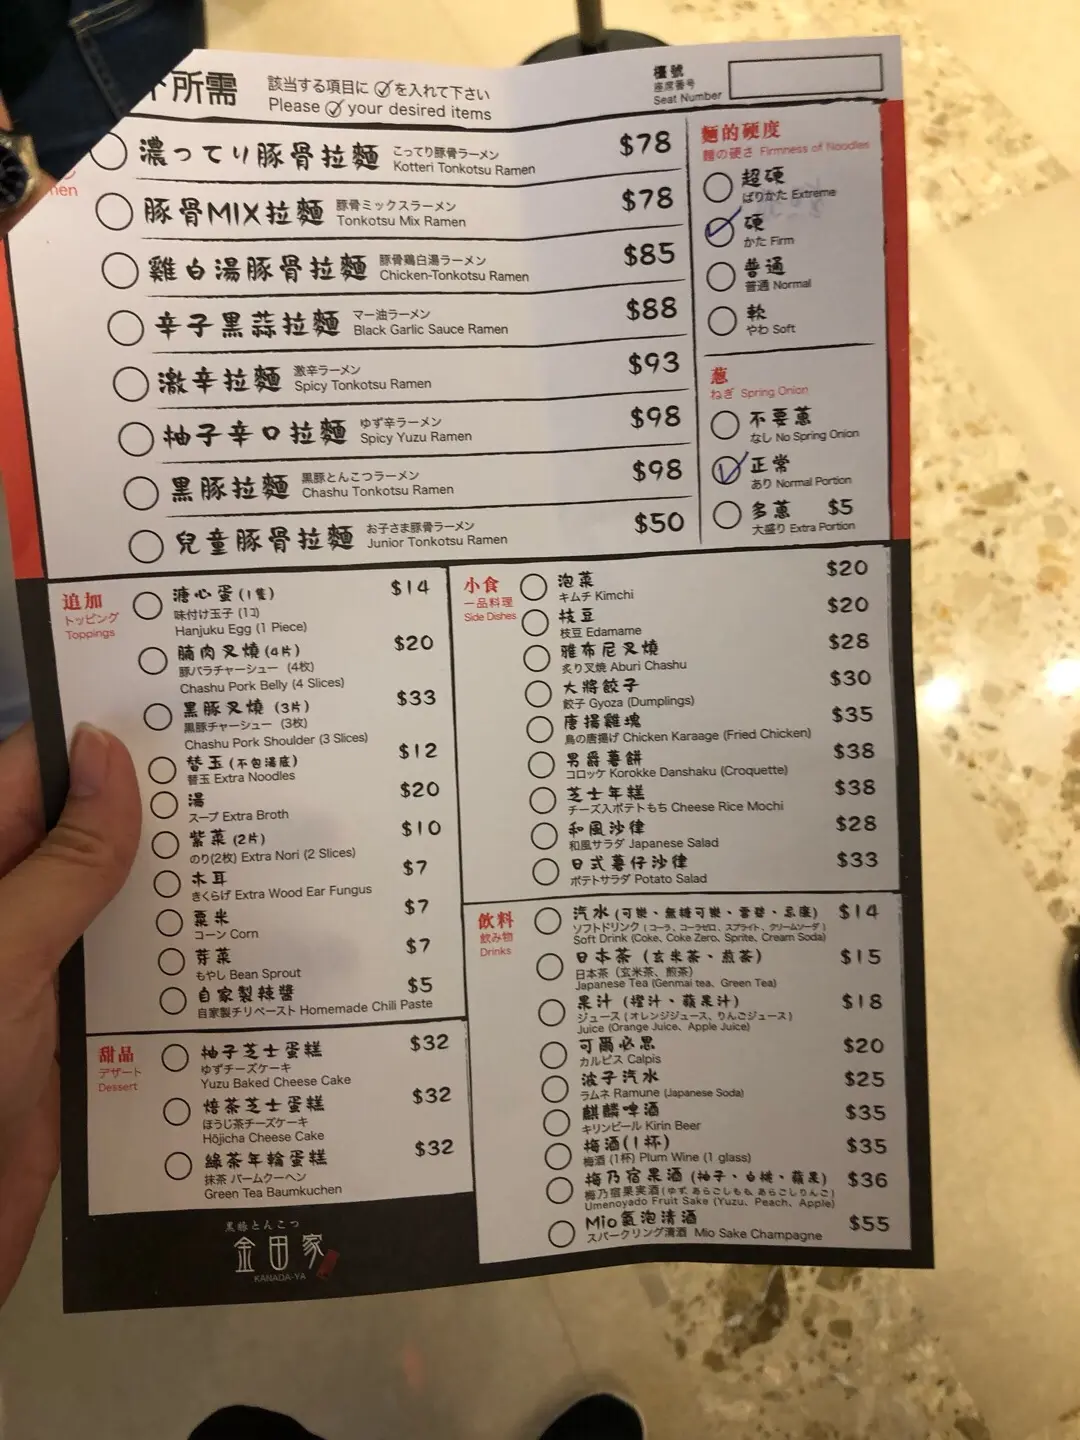 所需
該当する項目に を入れて下さい
Please your desired items
檯號
座席番号
Seat Number
men
濃ってり豚骨拉麵
こってり豚骨ラーメン
Kotteri Tonkotsu Ramen
$78
豚骨MIX拉麵
豚骨ミックスラーメン
Tonkotsu Mix Ramen
$78
雞白湯豚骨拉麵
豚骨鶏白湯ラーメン
Chicken-Tonkotsu Ramen
$85
辛子黑蒜拉麵
マー油ラーメン
Black Garlic Sauce Ramen
$88
激辛拉麵
激辛ラーメン
Spicy Tonkotsu Ramen
$93
柚子辛口拉麵
ゆず辛ラーメン
Spicy Yuzu Ramen
$98
黑豚拉麵
黒豚とんこつラーメン
Chashu Tonkotsu Ramen
$98
兒童豚骨拉麵
お子さま豚骨ラーメン
Junior Tonkotsu Ramen
$50
麵的硬度
麺の硬さ Firmness of Noodles
超硬
ばりかた Extreme
硬
かた Firm
普通
普通 Normal
軟
やわ Soft
葱
ねぎ Spring Onion
不要蔥
なし No Spring Onion
正常
あり Normal Portion
多蔥 $5
大盛り Extra Portion
追加
トッピング
Toppings
溏心蛋 (1隻) $14
味付け玉子 (1コ)
Hanjuku Egg (1 Piece)
腩肉叉燒 (4片) $20
豚バラチャーシュー (4枚)
Chashu Pork Belly (4 Slices)
黑豚叉燒 (3片) $33
黒豚チャーシュー (3枚)
Chashu Pork Shoulder (3 Slices)
替玉 (不包湯底) $12
替玉 Extra Noodles
湯 $20
スープ Extra Broth
紫菜 (2片) $10
のり(2枚) Extra Nori (2 Slices)
木耳 $7
きくらげ Extra Wood Ear Fungus
粟米 $7
コーン Corn
芽菜 $7
もやし Bean Sprout
自家製辣醬 $5
自家製チリペースト Homemade Chili Paste
甜品
デザート
Dessert
柚子芝士蛋糕 $32
ゆずチーズケーキ
Yuzu Baked Cheese Cake
焙茶芝士蛋糕 $32
ほうじ茶チーズケーキ
Hōjicha Cheese Cake
綠茶年輪蛋糕 $32
抹茶 バームクーヘン
Green Tea Baumkuchen
小食
一品料理
Side Dishes
泡菜 $20
キムチ Kimchi
枝豆 $20
枝豆 Edamame
雅布尼叉燒 $28
炙り叉焼 Aburi Chashu
大將餃子 $30
餃子 Gyoza (Dumplings)
唐揚雞塊 $35
鳥の唐揚げ Chicken Karaage (Fried Chicken)
男爵薯餅 $38
コロッケ Korokke Danshaku (Croquette)
芝士年糕 $38
チーズ入ポテトもち Cheese Rice Mochi
和風沙律 $28
和風サラダ Japanese Salad
日式薯仔沙律 $33
ポテトサラダ Potato Salad
飲料
飲み物
Drinks
汽水 (可樂、無糖可樂、雪碧、忌廉) $14
ソフトドリンク (コーラ、コーラゼロ、スプライト、クリームソーダ)
Soft Drink (Coke, Coke Zero, Sprite, Cream Soda)
日本茶 (玄米茶、煎茶) $15
日本茶 (玄米茶、煎茶)
Japanese Tea (Genmai tea, Green Tea)
果汁 (橙汁、蘋果汁) $18
ジュース (オレンジジュース、りんごジュース)
Juice (Orange Juice, Apple Juice)
可爾必思 $20
カルピス Calpis
波子汽水 $25
ラムネ Ramune (Japanese Soda)
麒麟啤酒 $35
キリンビール Kirin Beer
梅酒 (1杯) $35
梅酒 (1杯) Plum Wine (1 glass)
梅乃宿果酒 (柚子、白桃、蘋果) $36
梅乃宿果実酒 (ゆず, あらごしもも, あらごしりんご)
Umenoyado Fruit Sake (Yuzu, Peach, Apple)
Mio氣泡清酒 $55
スパークリング清酒 Mio Sake Champagne
黒豚とんこつ
金田家
KANADA-YA